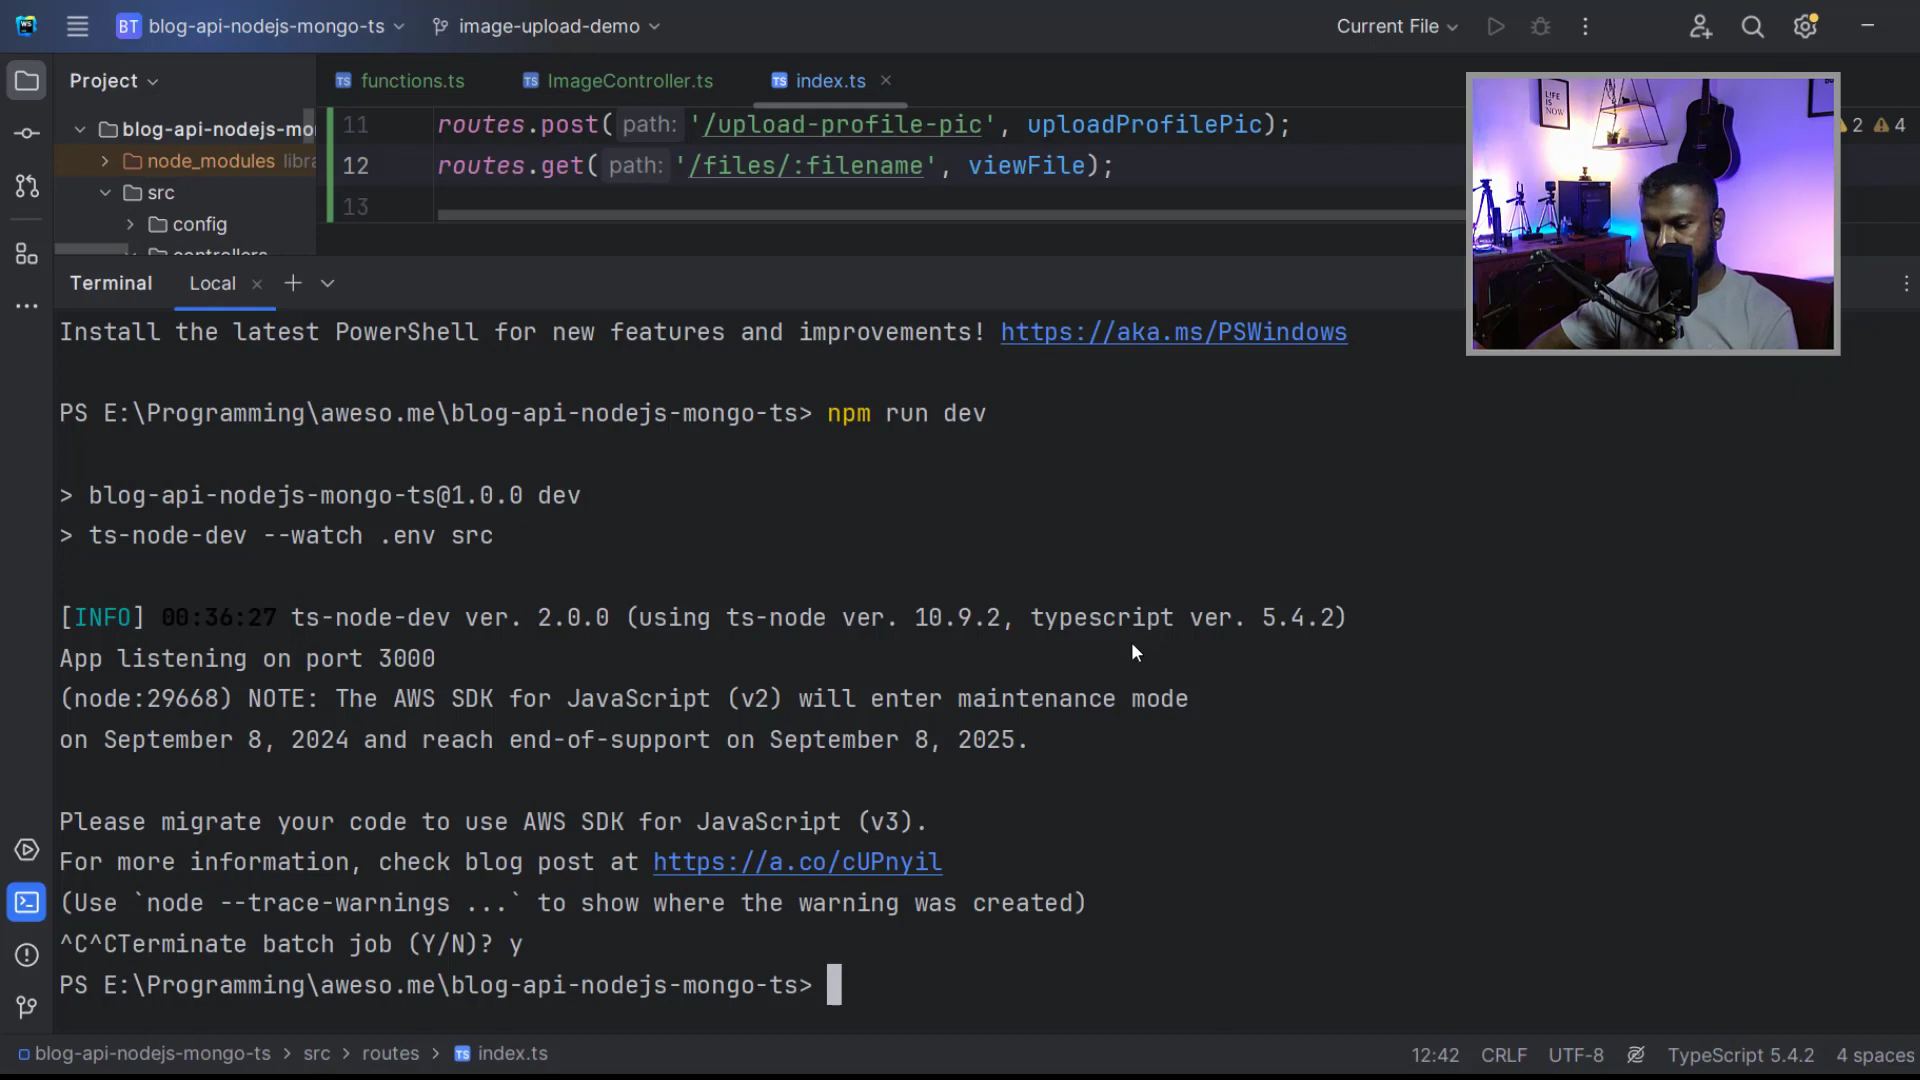 BT blog-api-nodejs-mongo-ts image-upload-demo Current File
Project functions.ts ImageController.ts index.ts
blog-api-nodejs-mo
node_modules libra
src
config
controllers
11 routes.post( path: '/upload-profile-pic', uploadProfilePic);
12 routes.get( path: '/files/:filename', viewFile);
13
2 4
LIFE IS NOW
Terminal Local
Install the latest PowerShell for new features and improvements! https://aka.ms/PSWindows
PS E:\Programming\aweso.me\blog-api-nodejs-mongo-ts> npm run dev
> blog-api-nodejs-mongo-ts@1.0.0 dev
> ts-node-dev --watch .env src
[INFO] 00:36:27 ts-node-dev ver. 2.0.0 (using ts-node ver. 10.9.2, typescript ver. 5.4.2)
App listening on port 3000
(node:29668) NOTE: The AWS SDK for JavaScript (v2) will enter maintenance mode
on September 8, 2024 and reach end-of-support on September 8, 2025.
Please migrate your code to use AWS SDK for JavaScript (v3).
For more information, check blog post at https://a.co/cUPnyil
(Use `node --trace-warnings ...` to show where the warning was created)
^C^CTerminate batch job (Y/N)? y
PS E:\Programming\aweso.me\blog-api-nodejs-mongo-ts>
blog-api-nodejs-mongo-ts > src > routes > TS index.ts 12:42 CRLF UTF-8 TypeScript 5.4.2 4 spaces